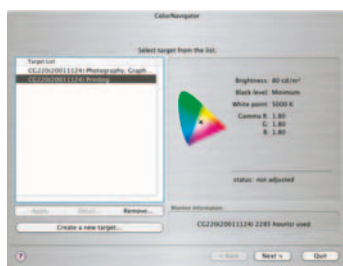 ColorNavigator
Select target from the list.
Target List
CG220(20011124) Photography, Graph...
CG220(20011124) Printing
Brightness: 80 cd/m²
Black level: Minimum
White point: 5000 K
Gamma R: 1.80
G: 1.80
B: 1.80
status: not adjusted
Apply
Detail...
Remove...
Create a new target...
Monitor Information
CG220(20011124) 2285 hour(s) used
?
< Back
Next >
Quit